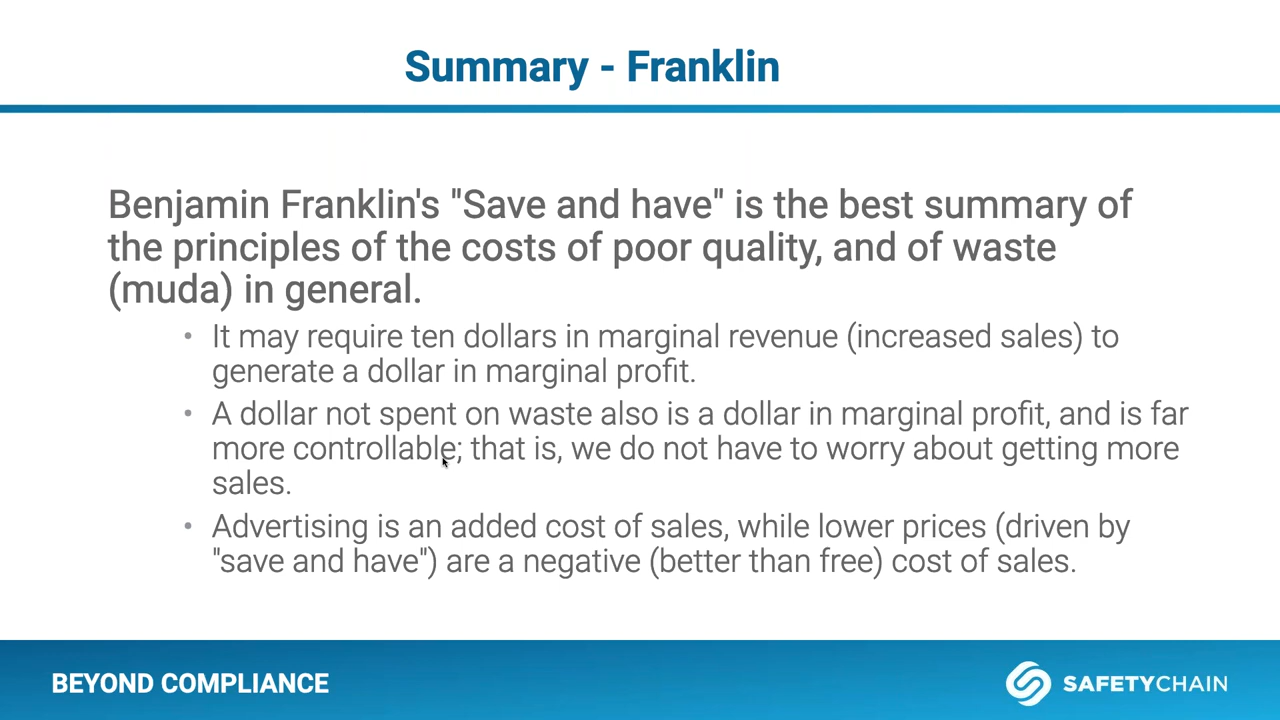 Summary - Franklin
Benjamin Franklin's "Save and have" is the best summary of
the principles of the costs of poor quality, and of waste
(muda) in general.
• It may require ten dollars in marginal revenue (increased sales) to
generate a dollar in marginal profit.
• A dollar not spent on waste also is a dollar in marginal profit, and is far
more controllable; that is, we do not have to worry about getting more
sales.
• Advertising is an added cost of sales, while lower prices (driven by
"save and have") are a negative (better than free) cost of sales.
BEYOND COMPLIANCE
SAFETYCHAIN